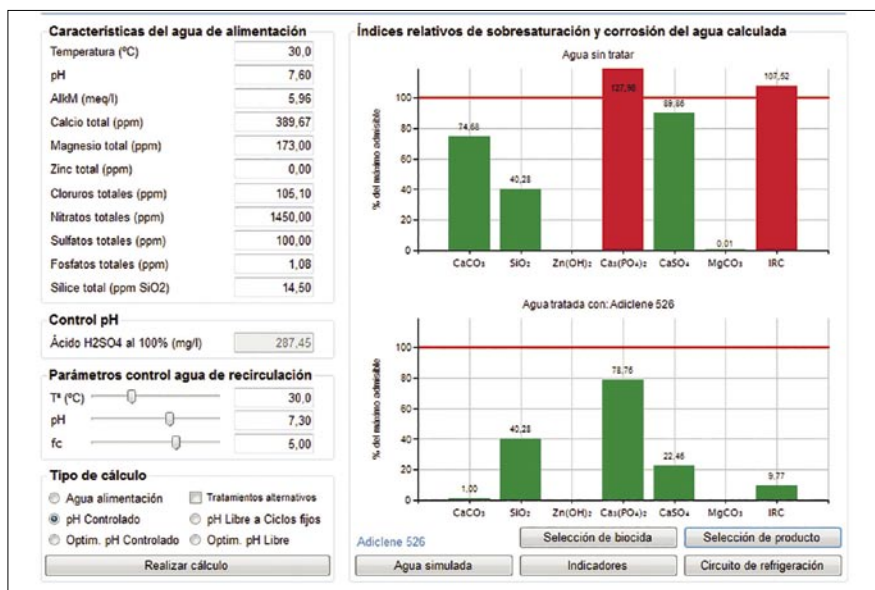 Características del agua de alimentación
Temperatura (ºC) 30,0
pH 7,60
AlkM (meq/l) 5,96
Calcio total (ppm) 389,67
Magnesio total (ppm) 173,00
Zinc total (ppm) 0,00
Cloruros totales (ppm) 105,10
Nitratos totales (ppm) 1450,00
Sulfatos totales (ppm) 100,00
Fosfatos totales (ppm) 1,08
Sílice total (ppm SiO2) 14,50
Control pH
Ácido H2SO4 al 100% (mg/l) 287,45
Parámetros control agua de recirculación
Tª (ºC) 30,0
pH 7,30
fc 5,00
Tipo de cálculo
Agua alimentación Tratamientos alternativos
pH Controlado pH Libre a Ciclos fijos
Optim. pH Controlado Optim. pH Libre
Realizar cálculo
Índices relativos de sobresaturación y corrosión del agua calculada
Agua sin tratar
% del máximo admisible
100
80
60
40
20
0
74,68
40,28
127,98
89,86
0,01
107,52
CaCO₃ SiO₂ Zn(OH)₂ Ca₃(PO₄)₂ CaSO₄ MgCO₃ IRC
Agua tratada con: Adiclene 526
% del máximo admisible
100
80
60
40
20
0
1,00
40,28
78,76
22,46
9,77
CaCO₃ SiO₂ Zn(OH)₂ Ca₃(PO₄)₂ CaSO₄ MgCO₃ IRC
Adiclene 526 Selección de biocida Selección de producto
Agua simulada Indicadores Circuito de refrigeración